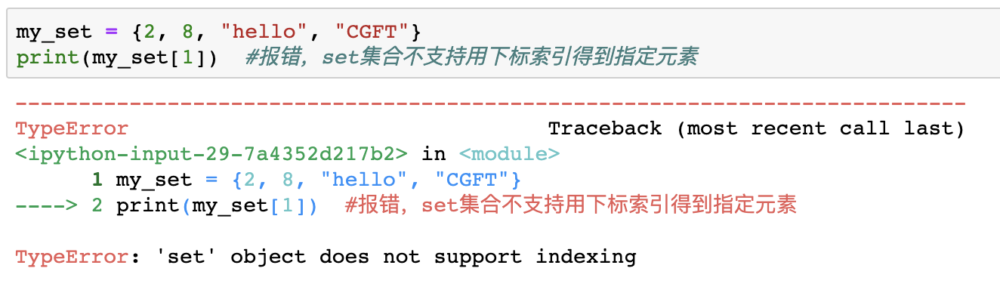 my_set = {2, 8, "hello", "CGFT"}
print(my_set[1])  #报错，set集合不支持用下标索引得到指定元素
---------------------------------------------------------------------------
TypeError                                 Traceback (most recent call last)
<ipython-input-29-7a4352d217b2> in <module>
      1 my_set = {2, 8, "hello", "CGFT"}
----> 2 print(my_set[1])  #报错，set集合不支持用下标索引得到指定元素
TypeError: 'set' object does not support indexing